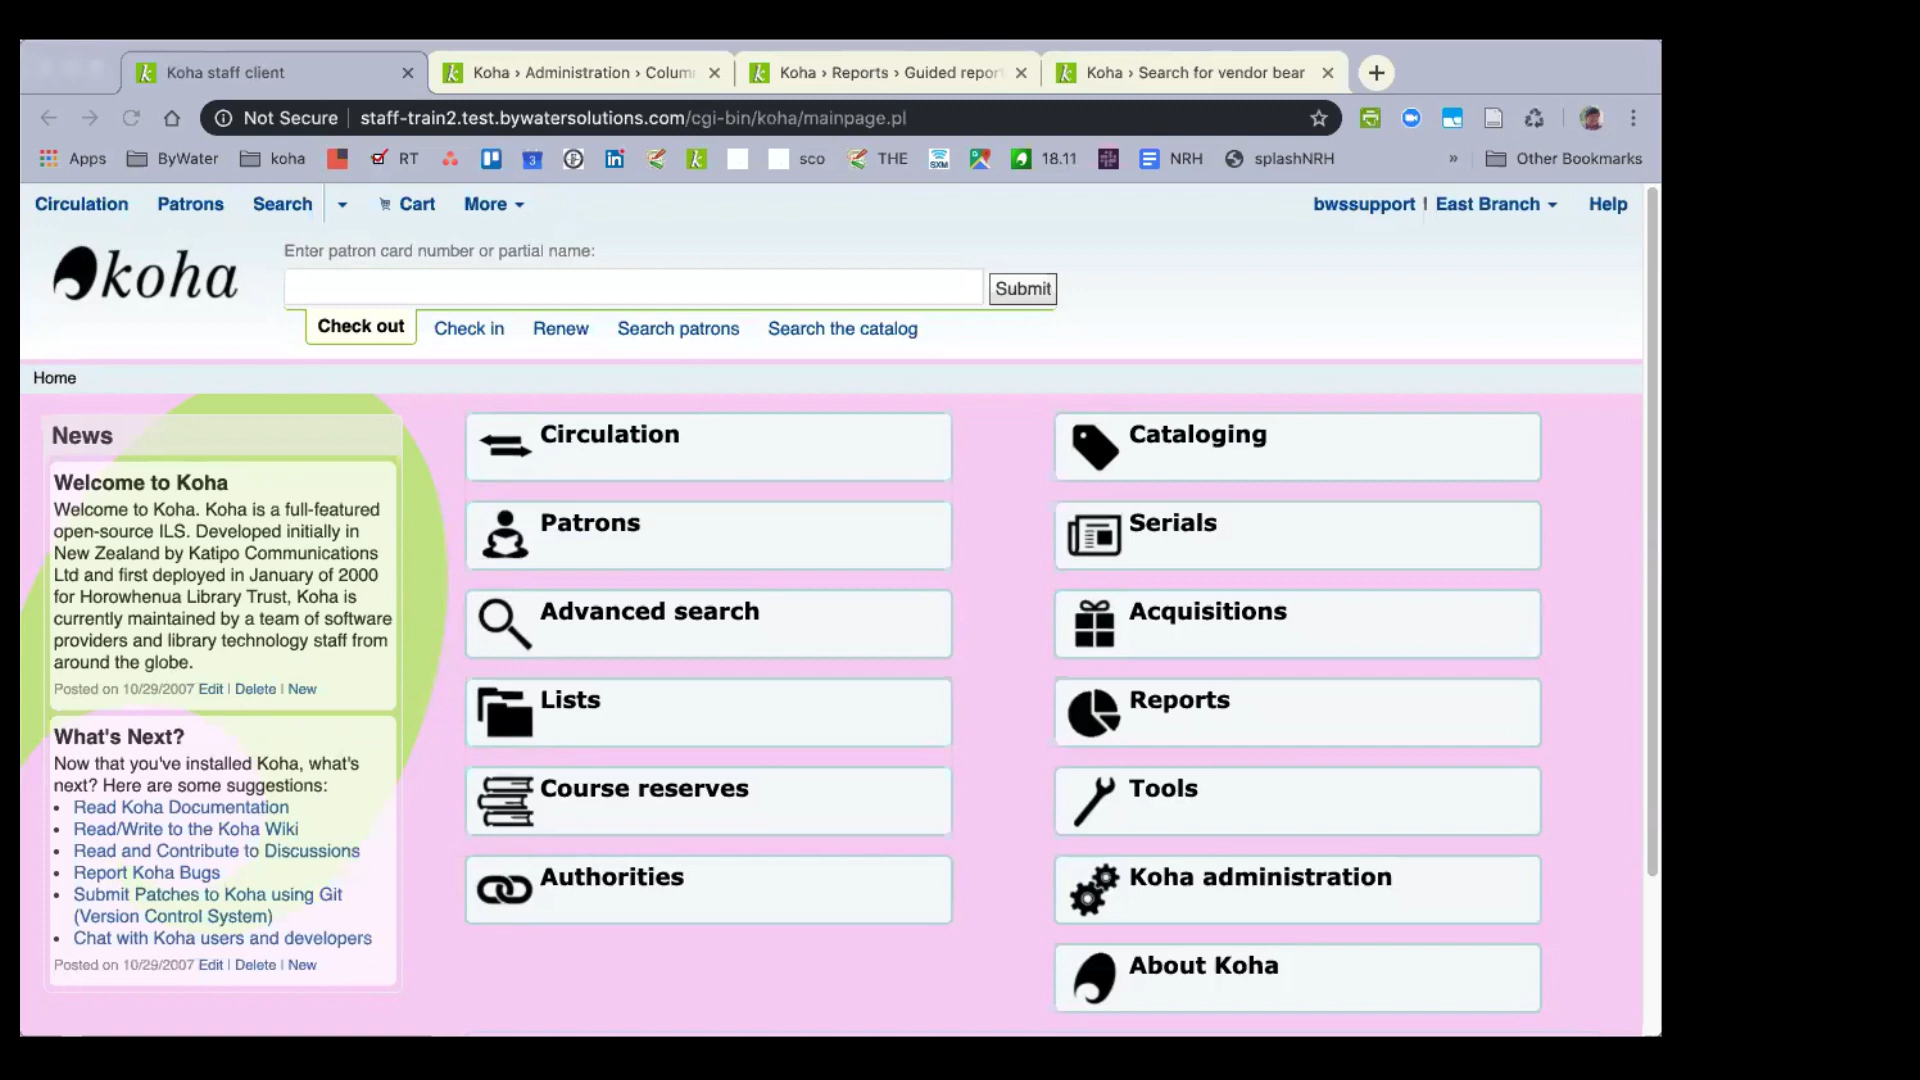 Koha staff client
Koha › Administration › Colum
Koha › Reports › Guided repor
Koha › Search for vendor bear
Not Secure
staff-train2.test.bywatersolutions.com/cgi-bin/koha/mainpage.pl
Apps
ByWater
koha
RT
3
sco
THE
18.11
NRH
splashNRH
»
Other Bookmarks
Circulation
Patrons
Search
Cart
More
bwssupport | East Branch
Help
koha
Enter patron card number or partial name:
Submit
Check out
Check in
Renew
Search patrons
Search the catalog
Home
News
Welcome to Koha
Welcome to Koha. Koha is a full-featured
open-source ILS. Developed initially in
New Zealand by Katipo Communications
Ltd and first deployed in January of 2000
for Horowhenua Library Trust, Koha is
currently maintained by a team of software
providers and library technology staff from
around the globe.
Posted on 10/29/2007 Edit | Delete | New
What's Next?
Now that you've installed Koha, what's
next? Here are some suggestions:
• Read Koha Documentation
• Read/Write to the Koha Wiki
• Read and Contribute to Discussions
• Report Koha Bugs
• Submit Patches to Koha using Git
(Version Control System)
• Chat with Koha users and developers
Posted on 10/29/2007 Edit | Delete | New
Circulation
Patrons
Advanced search
Lists
Course reserves
Authorities
Cataloging
Serials
Acquisitions
Reports
Tools
Koha administration
About Koha